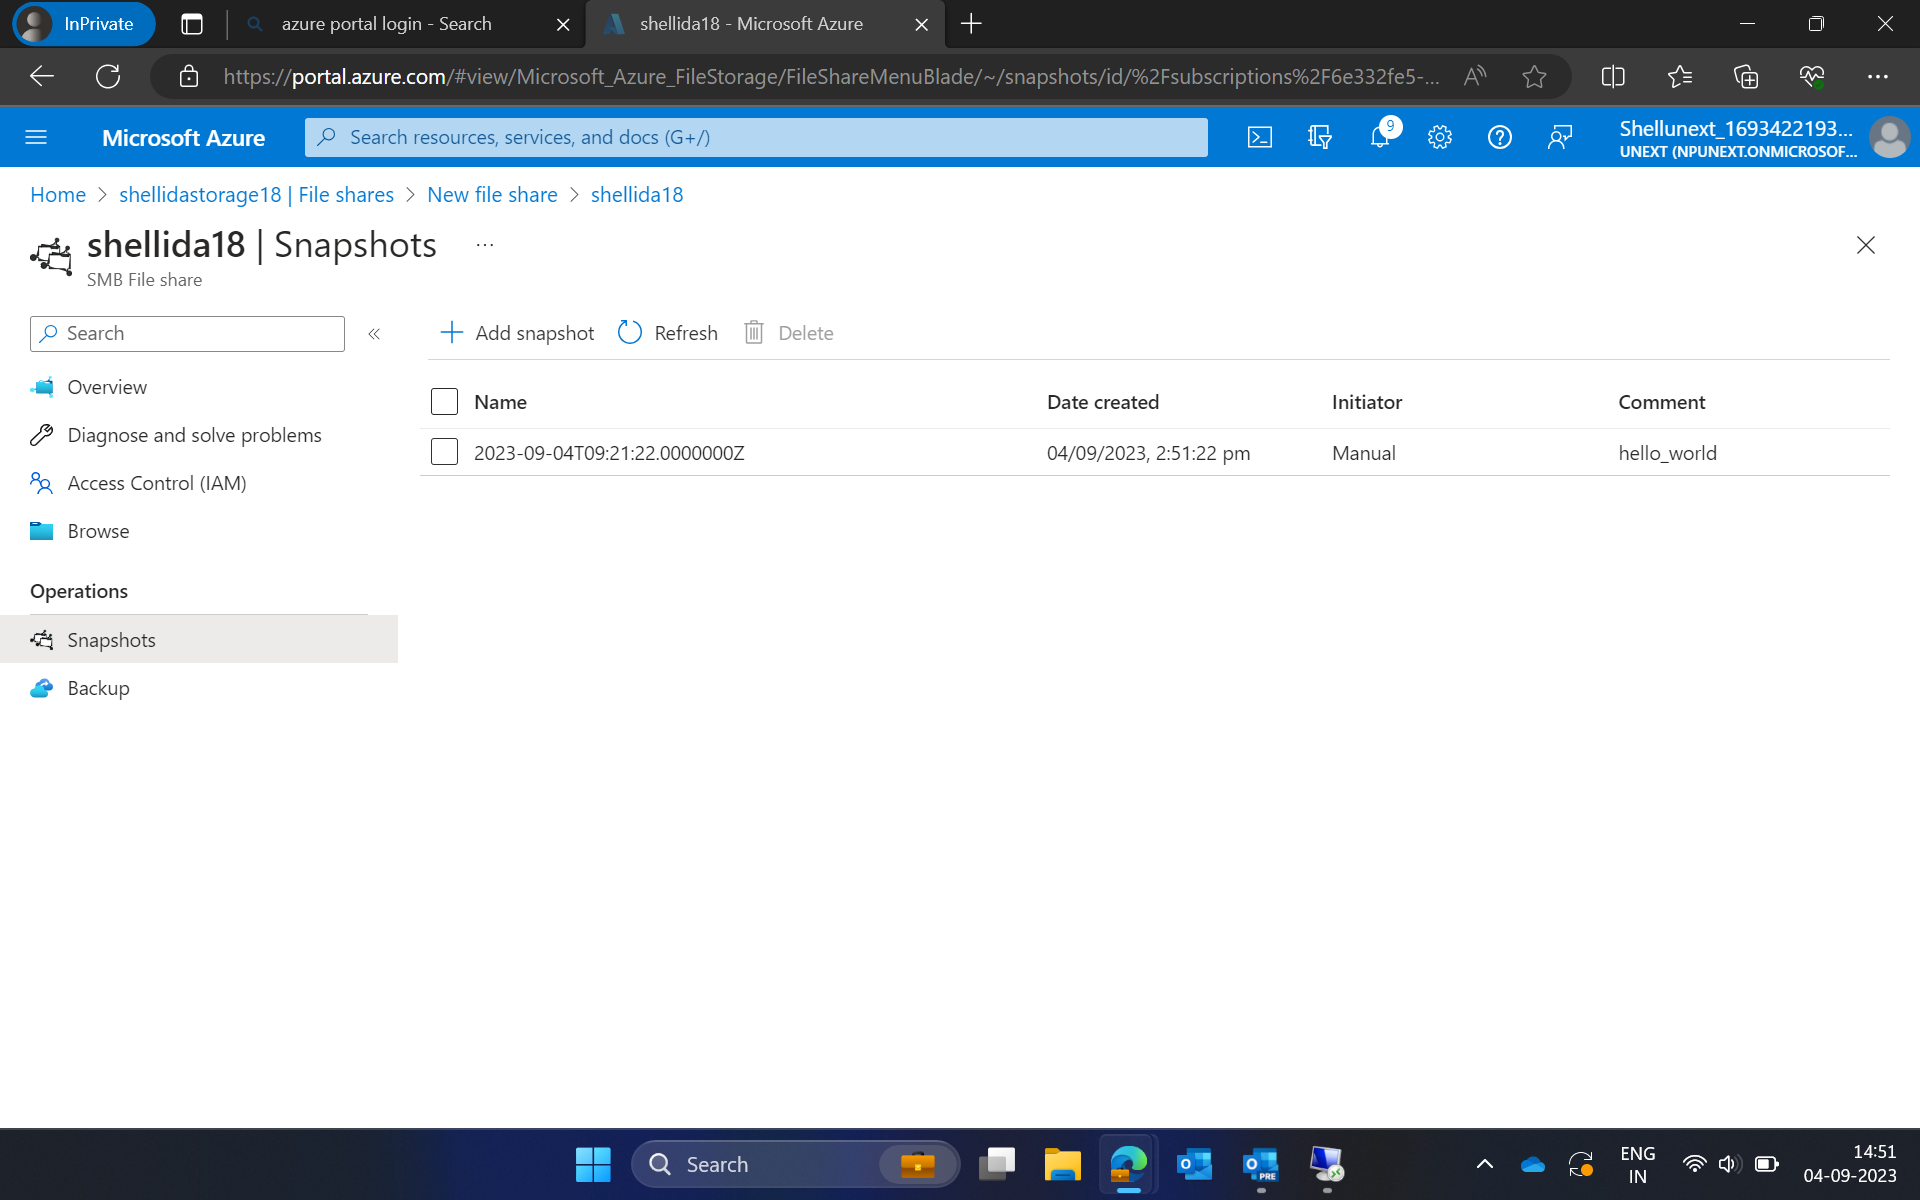 InPrivate
azure portal login - Search
shellida18 - Microsoft Azure
https://portal.azure.com/#view/Microsoft_Azure_FileStorage/FileShareMenuBlade/~/snapshots/id/%2Fsubscriptions%2F6e332fe5-...
Microsoft Azure
Search resources, services, and docs (G+/)
9
Shellunext_1693422193...
UNEXT (NPUNEXT.ONMICROSOF...
Home > shellidastorage18 | File shares > New file share > shellida18
shellida18 | Snapshots ...
SMB File share
Search
Add snapshot Refresh Delete
Overview
Diagnose and solve problems
Access Control (IAM)
Browse
Operations
Snapshots
Backup
Name Date created Initiator Comment
2023-09-04T09:21:22.0000000Z 04/09/2023, 2:51:22 pm Manual hello_world
Search
PRE
ENG
IN
14:51
04-09-2023